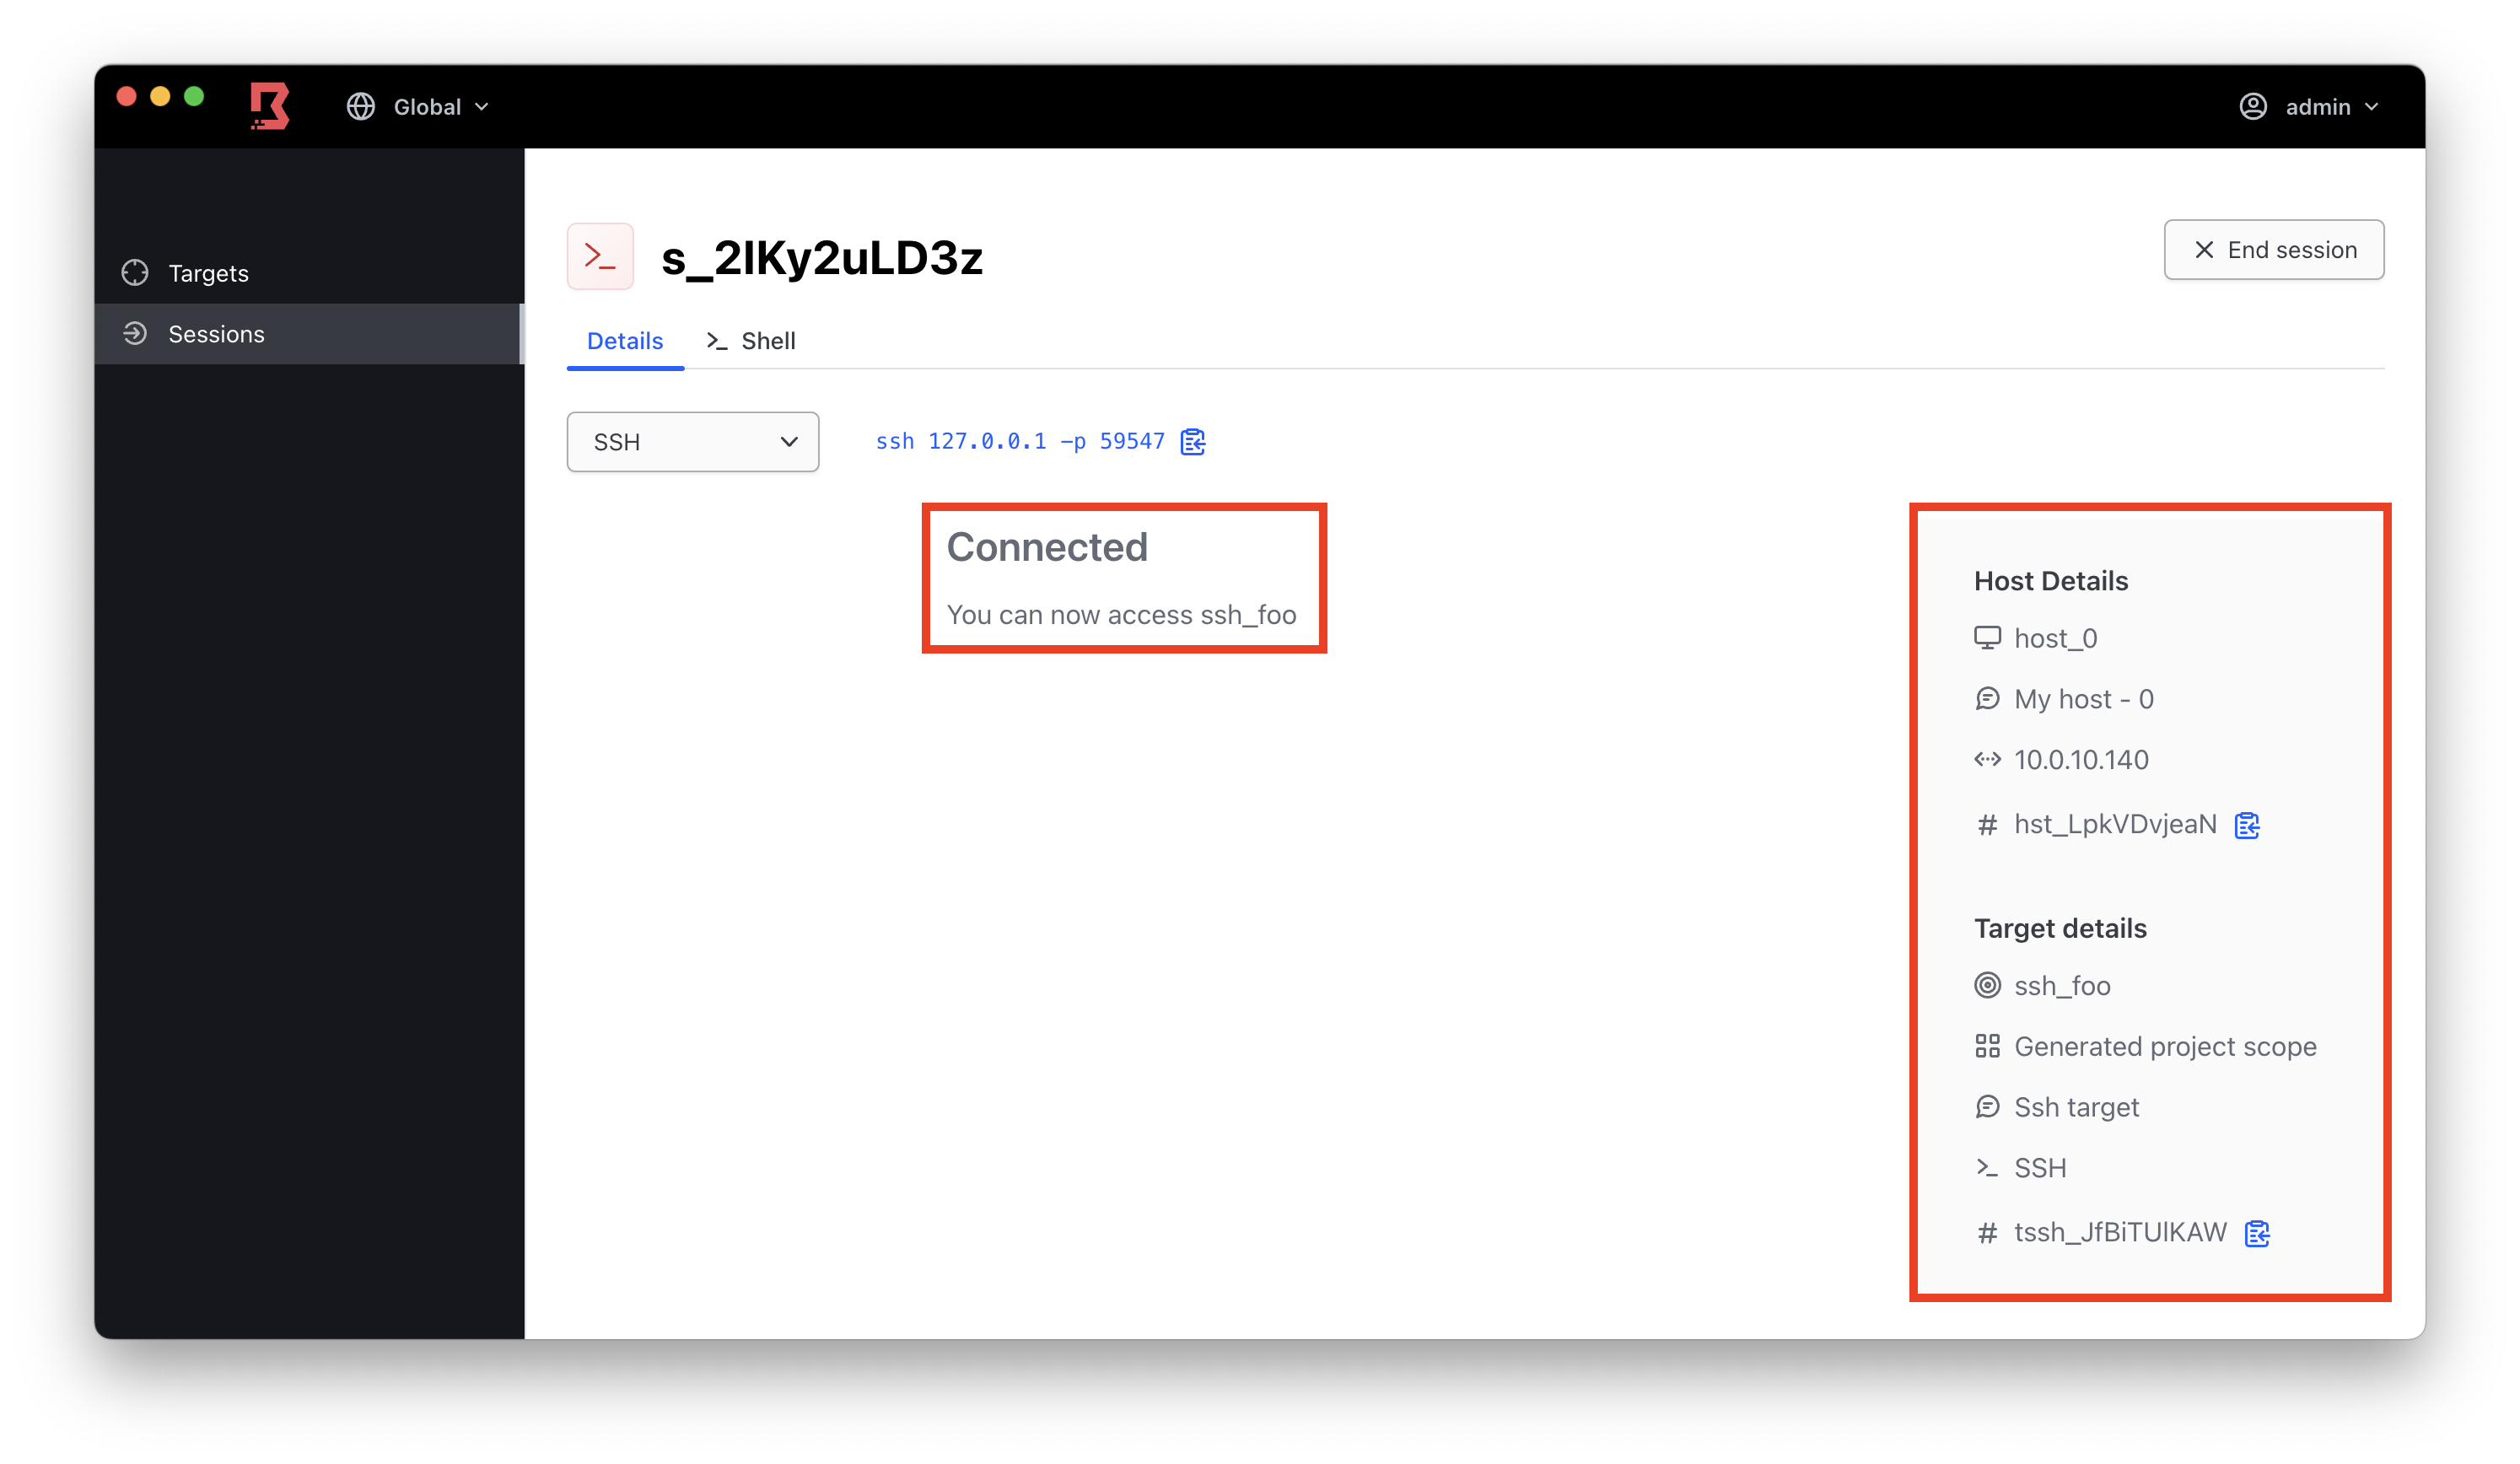 Global
admin
Targets
Sessions
s_2lKy2uLD3z
End session
Details
Shell
SSH
ssh 127.0.0.1 -p 59547
Connected
You can now access ssh_foo
Host Details
host_0
My host - 0
10.0.10.140
# hst_LpkVDvjeaN
Target details
ssh_foo
Generated project scope
Ssh target
SSH
# tssh_JfBiTUlKAW